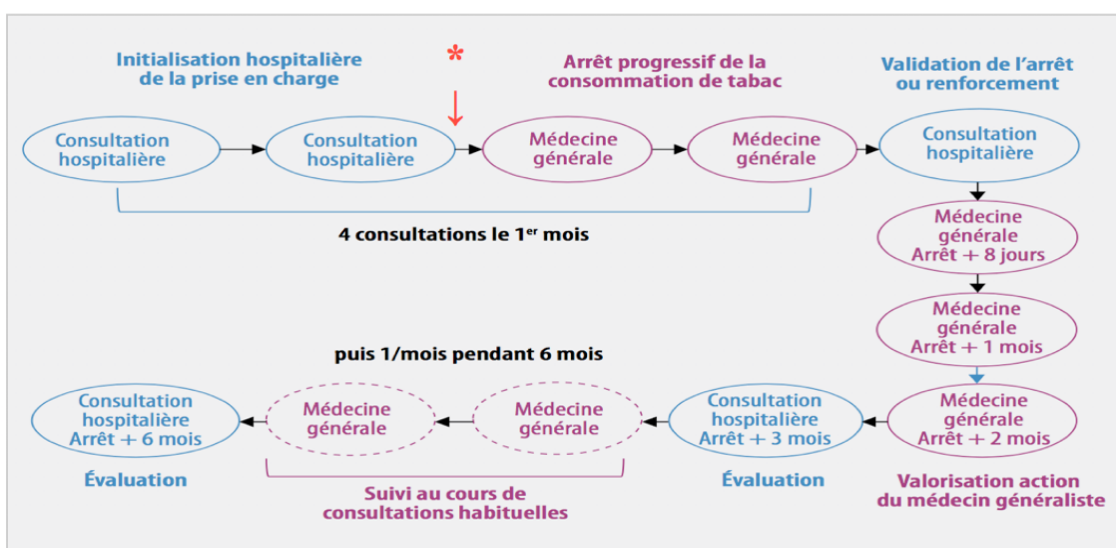 Initialisation hospitalière
de la prise en charge
*
Arrêt progressif de la
consommation de tabac
Validation de l'arrêt
ou renforcement
Consultation
hospitalière
Consultation
hospitalière
Médecine
générale
Médecine
générale
Consultation
hospitalière
4 consultations le 1er mois
Médecine
générale
Arrêt + 8 jours
Médecine
générale
Arrêt + 1 mois
puis 1/mois pendant 6 mois
Consultation
hospitalière
Arrêt + 6 mois
Médecine
générale
Médecine
générale
Consultation
hospitalière
Arrêt + 3 mois
Médecine
générale
Arrêt + 2 mois
Évaluation
Suivi au cours de
consultations habituelles
Évaluation
Valorisation action
du médecin généraliste